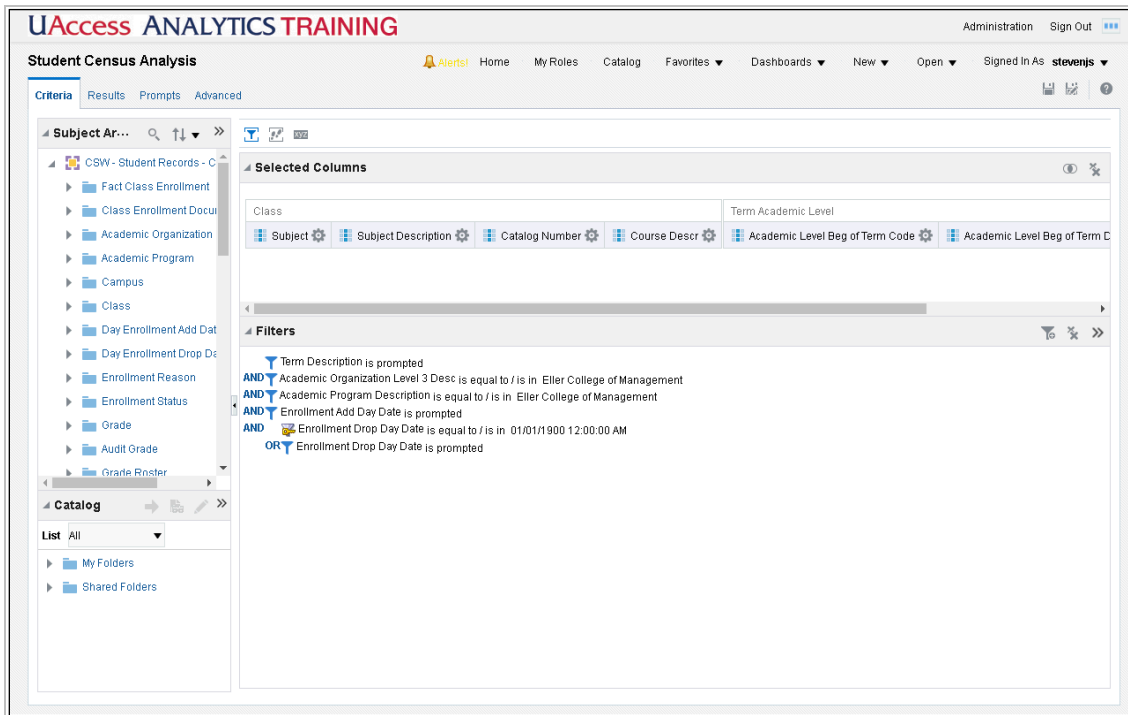 UAccess ANALYTICS TRAINING
Administration Sign Out
Student Census Analysis
Alerts! Home My Roles Catalog Favorites Dashboards New Open Signed In As stevenjs
Criteria Results Prompts Advanced
Subject Ar...
CSW - Student Records - C
Fact Class Enrollment
Class Enrollment Docu
Academic Organization
Academic Program
Campus
Class
Day Enrollment Add Dat
Day Enrollment Drop Da
Enrollment Reason
Enrollment Status
Grade
Audit Grade
Grade Roster
Catalog
List All
My Folders
Shared Folders
xyz
Selected Columns
Class Term Academic Level
Subject Subject Description Catalog Number Course Descr Academic Level Beg of Term Code Academic Level Beg of Term D
Filters
Term Description is prompted
AND Academic Organization Level 3 Desc is equal to / is in Eller College of Management
AND Academic Program Description is equal to / is in Eller College of Management
AND Enrollment Add Day Date is prompted
AND Enrollment Drop Day Date is equal to / is in 01/01/1900 12:00:00 AM
OR Enrollment Drop Day Date is prompted